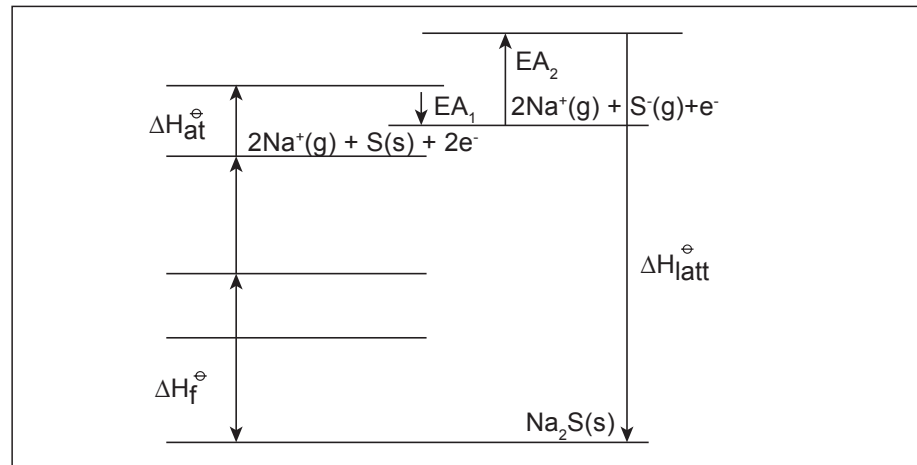 EA₂
EA₁
2Na⁺(g) + S⁻(g)+e⁻
ΔH⦵at
2Na⁺(g) + S(s) + 2e⁻
ΔH⦵latt
ΔH⦵f
Na₂S(s)